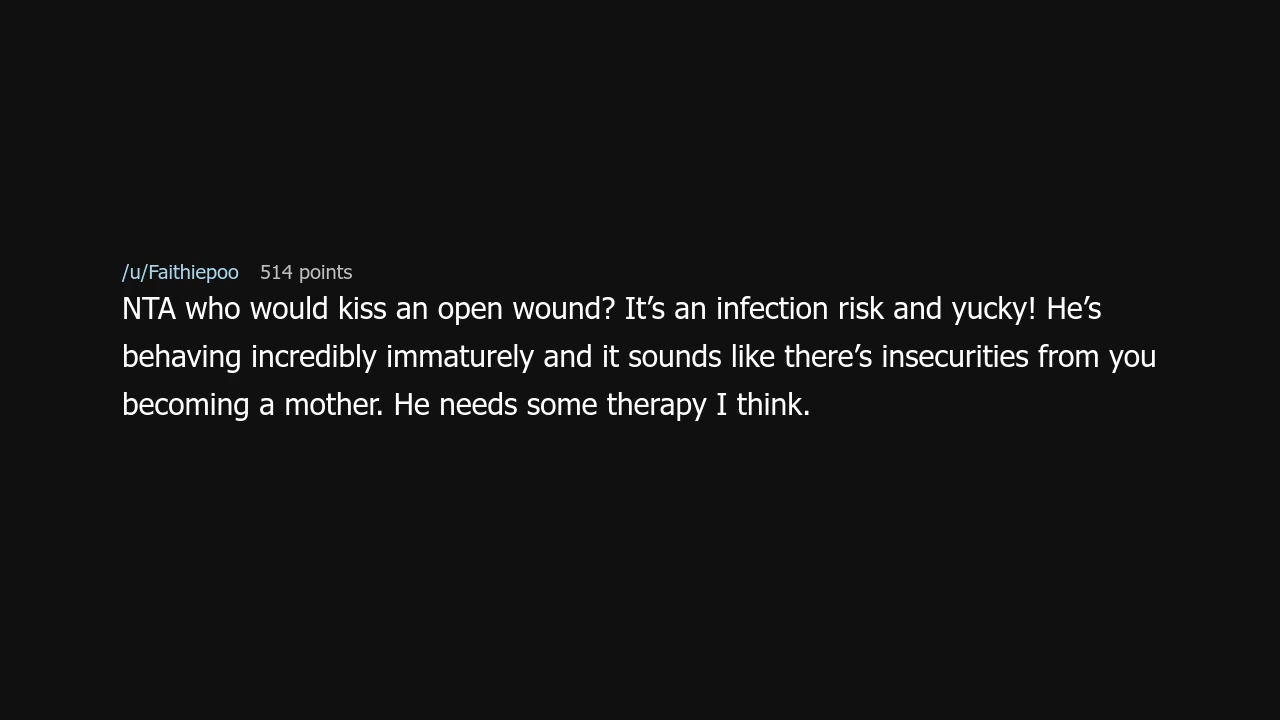 /u/Faithiepoo 514 points
NTA who would kiss an open wound? It’s an infection risk and yucky! He’s
behaving incredibly immaturely and it sounds like there’s insecurities from you
becoming a mother. He needs some therapy I think.